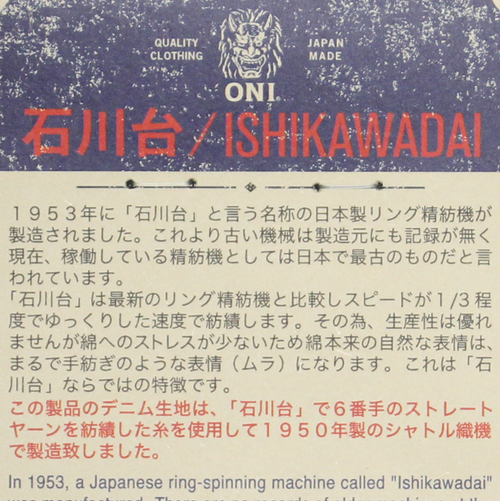 QUALITY CLOTHING
JAPAN MADE
ONI
石川台/ISHIKAWADAI
1953年に「石川台」と言う名称の日本製リング精紡機が
製造されました。これより古い機械は製造元にも記録が無く
現在、稼働している精紡機としては日本で最古のものだと言
われています。
「石川台」は最新のリング精紡機と比較しスピードが1/3程
度でゆっくりした速度で紡績します。その為、生産性は優れ
ませんが綿へのストレスが少ないため綿本来の自然な表情は、
まるで手紡ぎのような表情（ムラ）になります。これは「石
川台」ならではの特徴です。
この製品のデニム生地は、「石川台」で6番手のストレート
ヤーンを紡績した糸を使用して1950年製のシャトル織機
で製造致しました。
In 1953, a Japanese ring-spinning machine called "Ishikawadai"